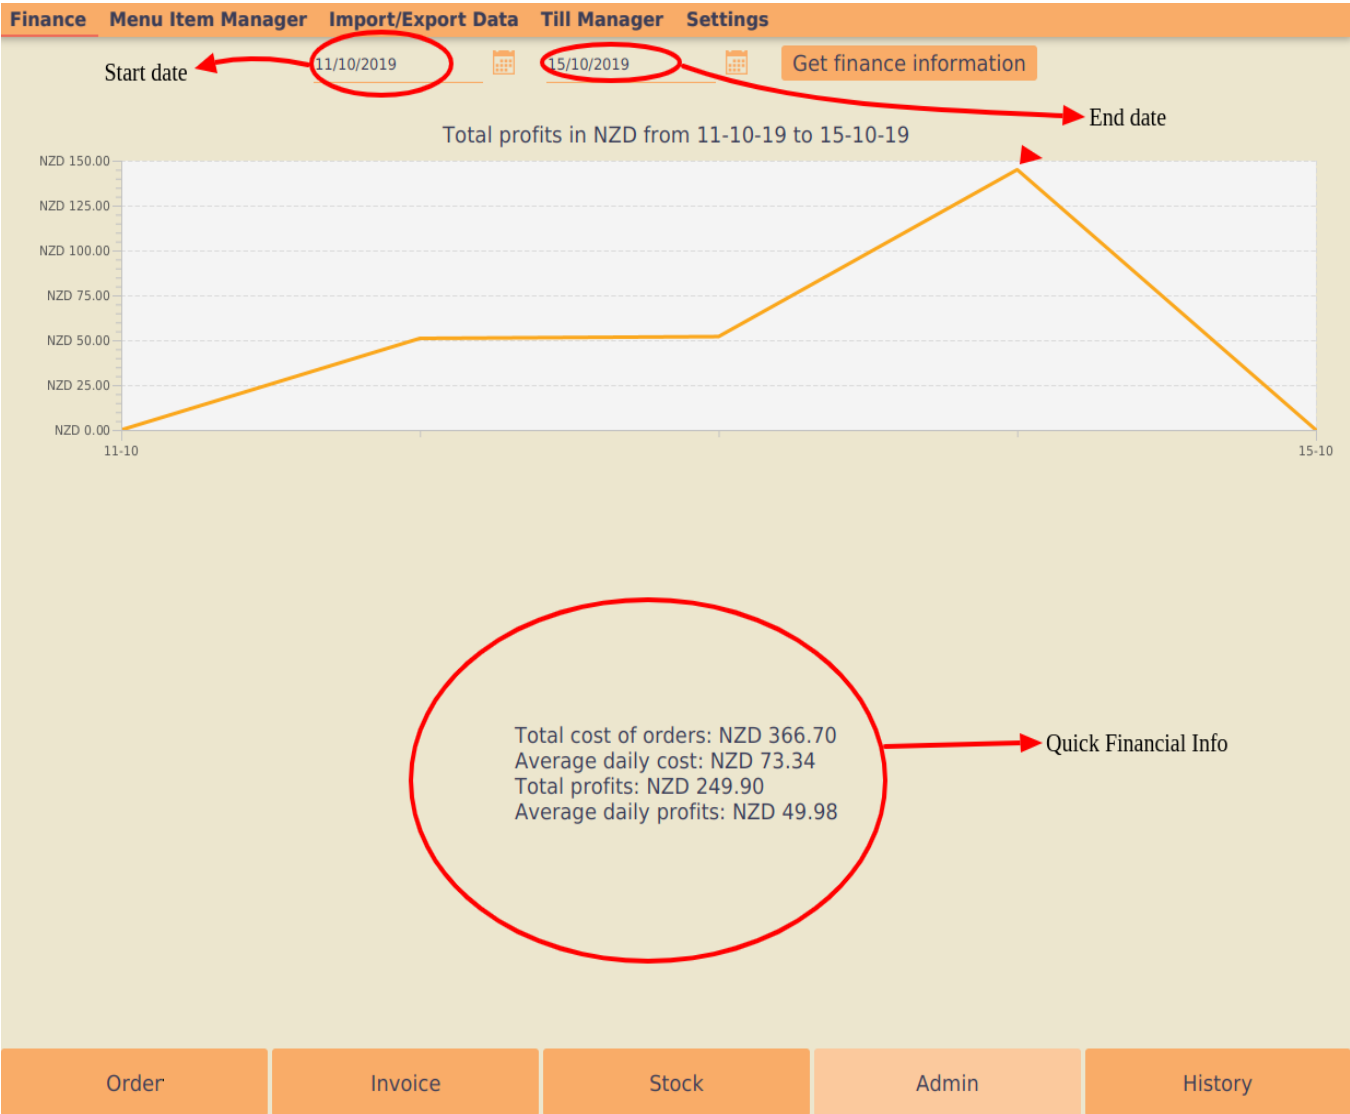 Finance Menu Item Manager Import/Export Data Till Manager Settings
Start date
11/10/2019
15/10/2019
Get finance information
End date
Total profits in NZD from 11-10-19 to 15-10-19
NZD 150.00
NZD 125.00
NZD 100.00
NZD 75.00
NZD 50.00
NZD 25.00
NZD 0.00
11-10
15-10
Total cost of orders: NZD 366.70
Average daily cost: NZD 73.34
Total profits: NZD 249.90
Average daily profits: NZD 49.98
Quick Financial Info
Order Invoice Stock Admin History